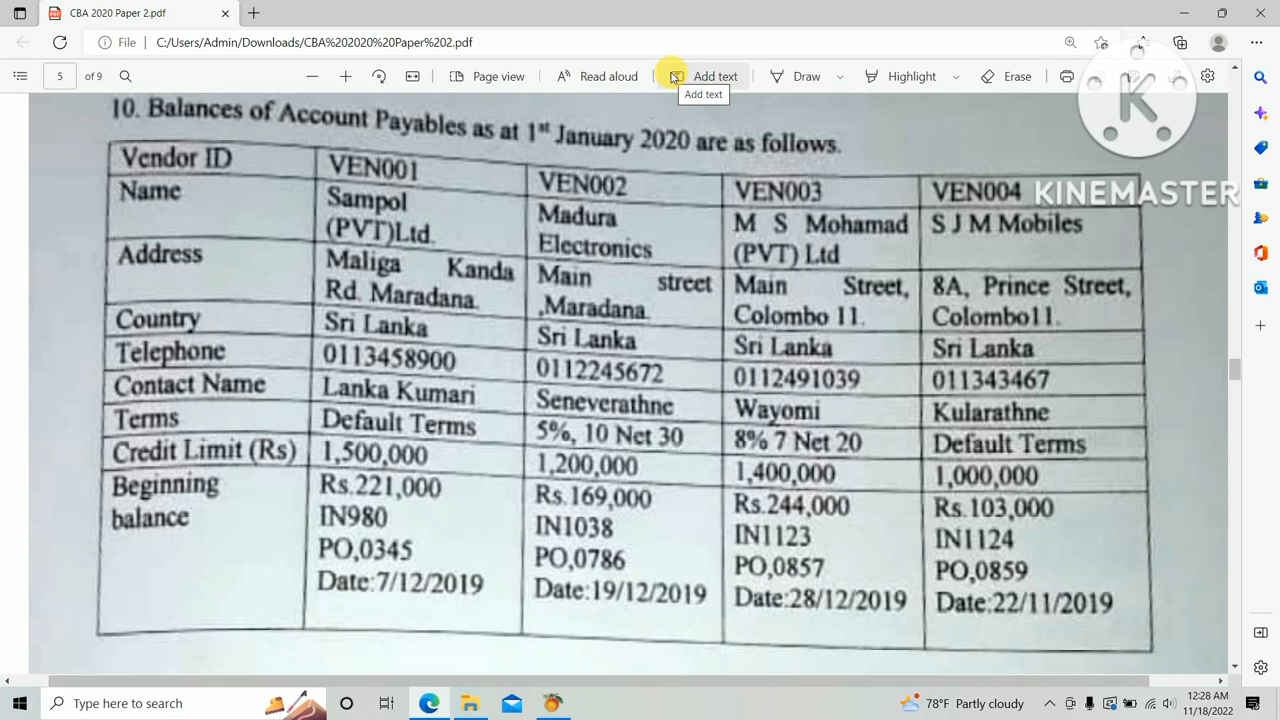 CBA 2020 Paper 2.pdf
File
C:/Users/Admin/Downloads/CBA%202020%20Paper%202.pdf
5 of 9
Page view
Read aloud
Add text
Draw
Highlight
Erase
Add text
K
KINEMASTER
10. Balances of Account Payables as at 1st January 2020 are as follows.
Vendor ID VEN001 VEN002 VEN003 VEN004
Name Sampol Madura M S Mohamad S J M Mobiles
(PVT)Ltd. Electronics (PVT) Ltd
Address Maliga Kanda Main street Main Street, 8A, Prince Street,
Rd. Maradana. ,Maradana. Colombo 11. Colombo11.
Country Sri Lanka Sri Lanka Sri Lanka Sri Lanka
Telephone 0113458900 0112245672 0112491039 011343467
Contact Name Lanka Kumari Seneverathne Wayomi Kularathne
Terms Default Terms 5%, 10 Net 30 8% 7 Net 20 Default Terms
Credit Limit (Rs) 1,500,000 1,200,000 1,400,000 1,000,000
Beginning Rs.221,000 Rs.169,000 Rs.244,000 Rs.103,000
balance IN980 IN1038 IN1123 IN1124
PO,0345 PO,0786 PO,0857 PO,0859
Date:7/12/2019 Date:19/12/2019 Date:28/12/2019 Date:22/11/2019
Type here to search
78°F Partly cloudy
12:28 AM
11/18/2022